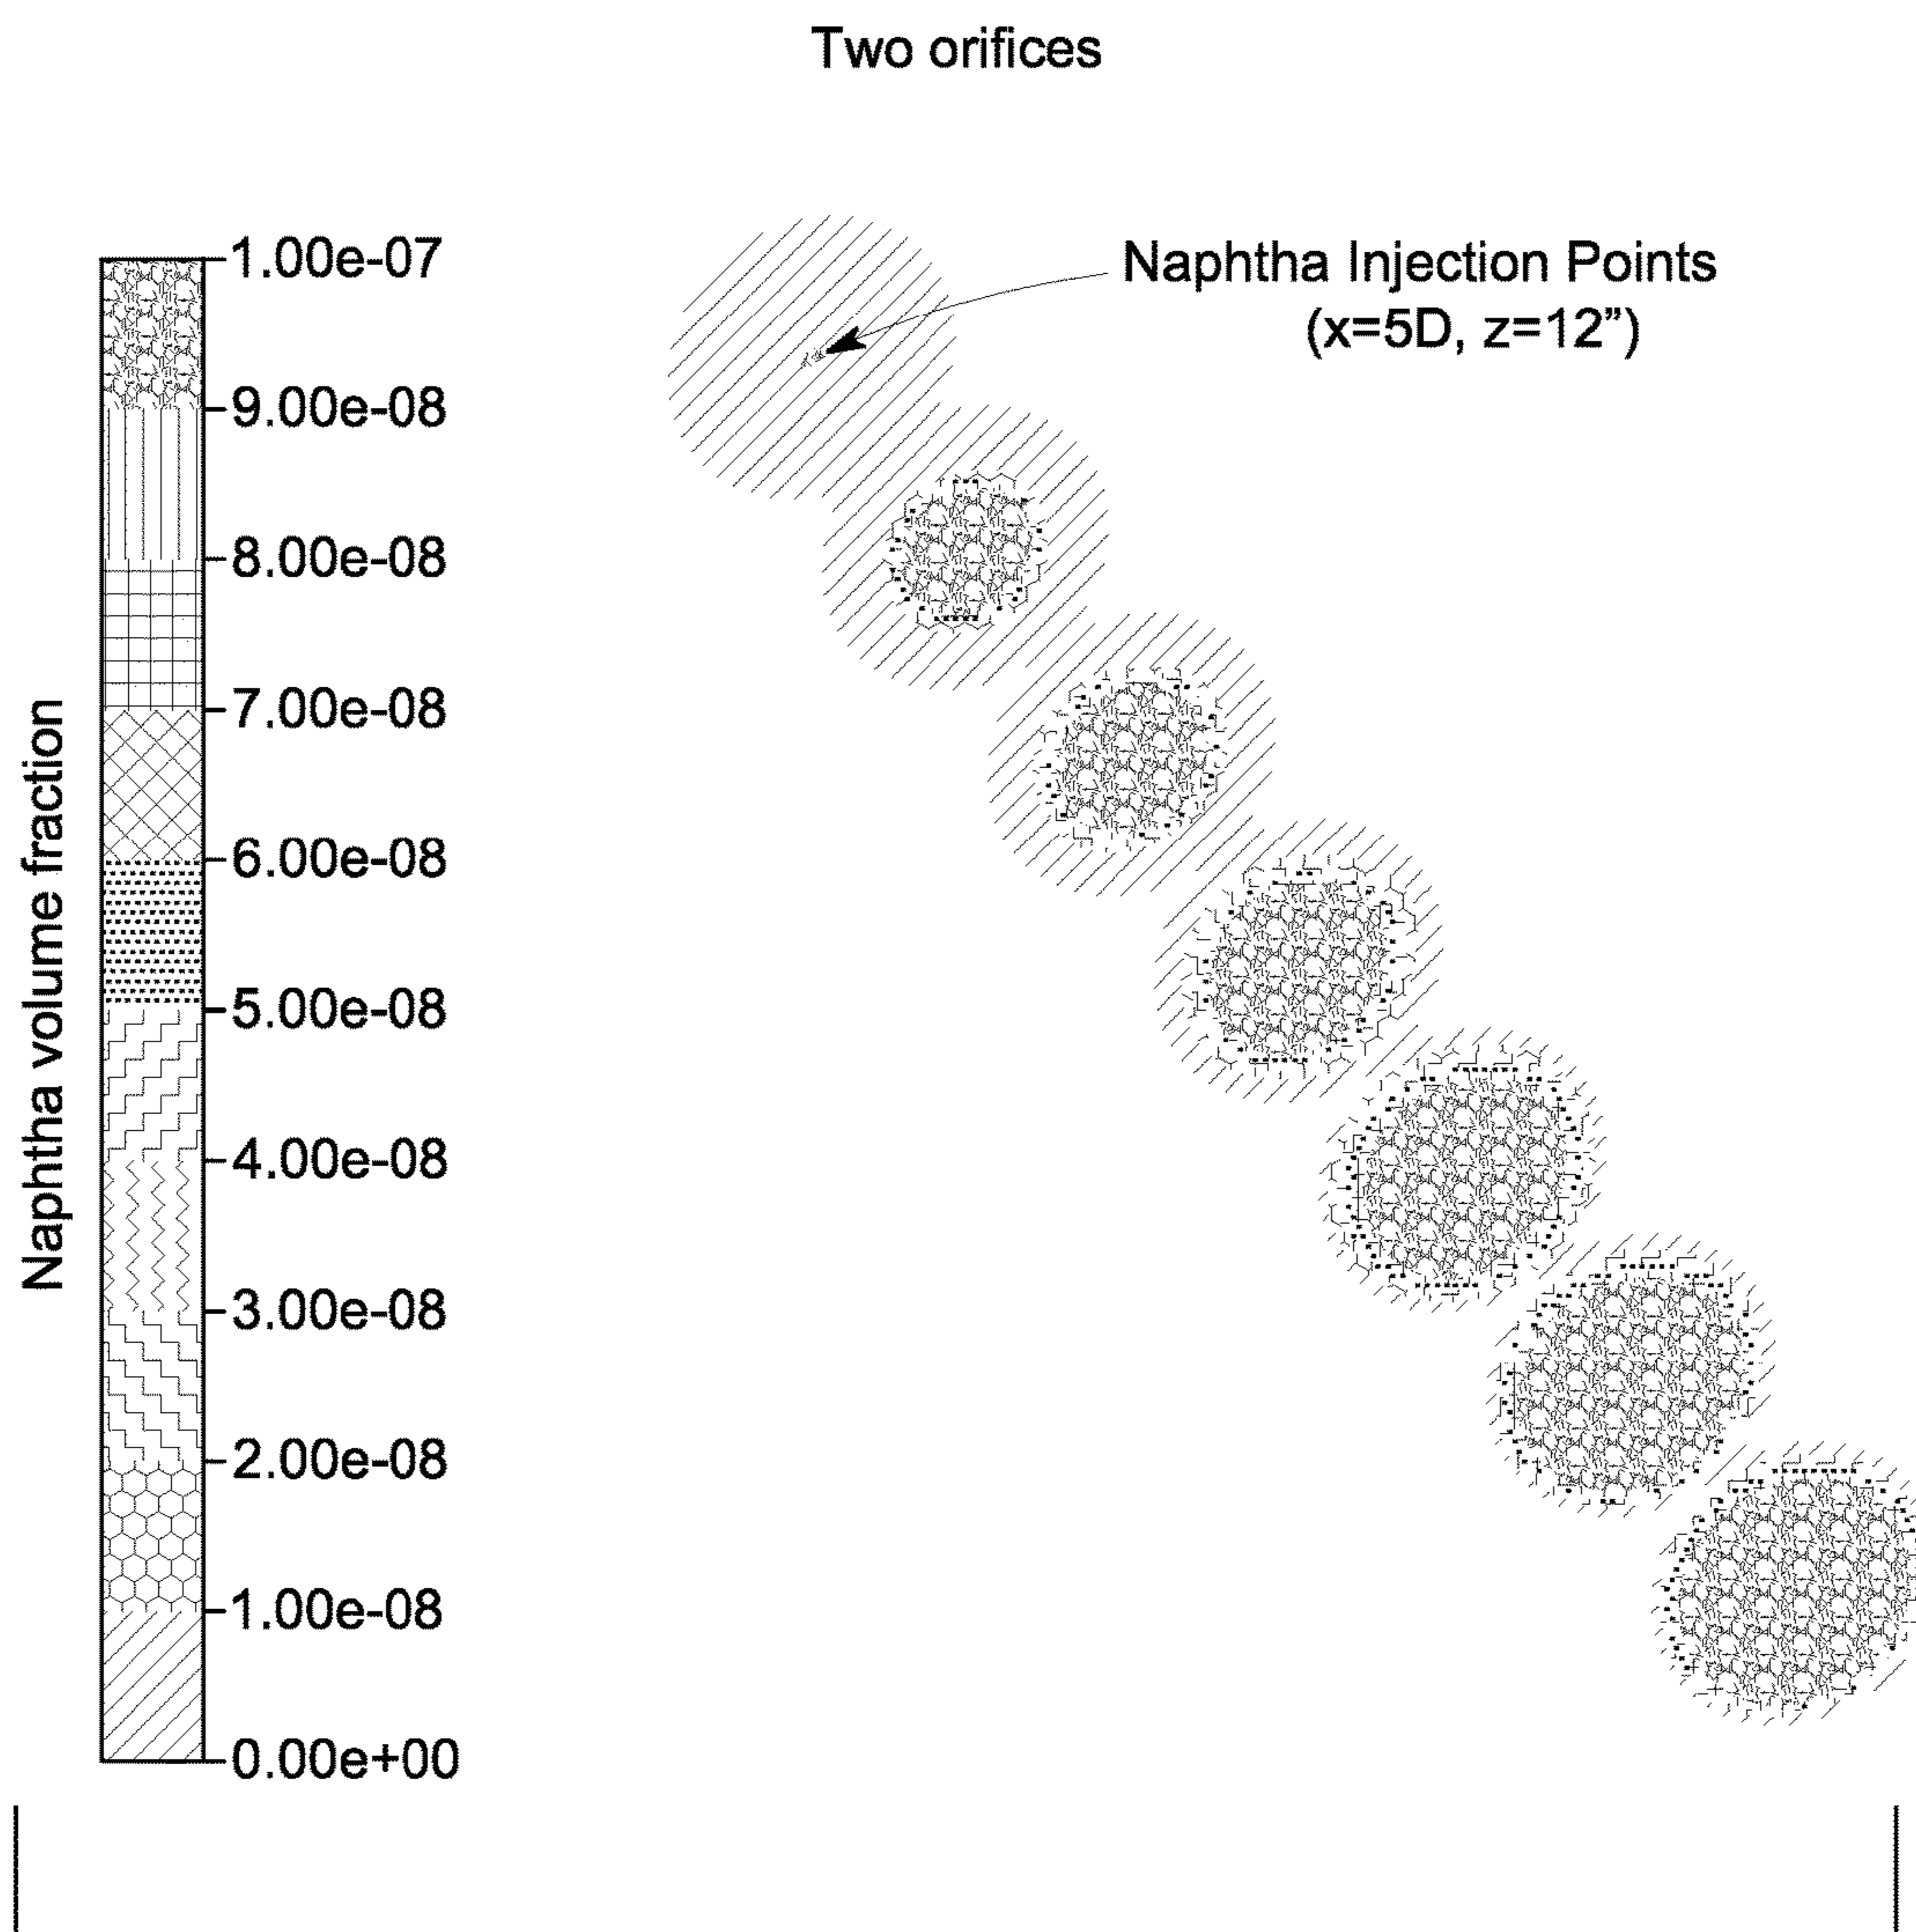 Two orifices
Naphtha Injection Points
(x=5D, z=12”)
Naphtha volume fraction
1.00e-07
9.00e-08
8.00e-08
7.00e-08
6.00e-08
5.00e-08
4.00e-08
3.00e-08
2.00e-08
1.00e-08
0.00e+00